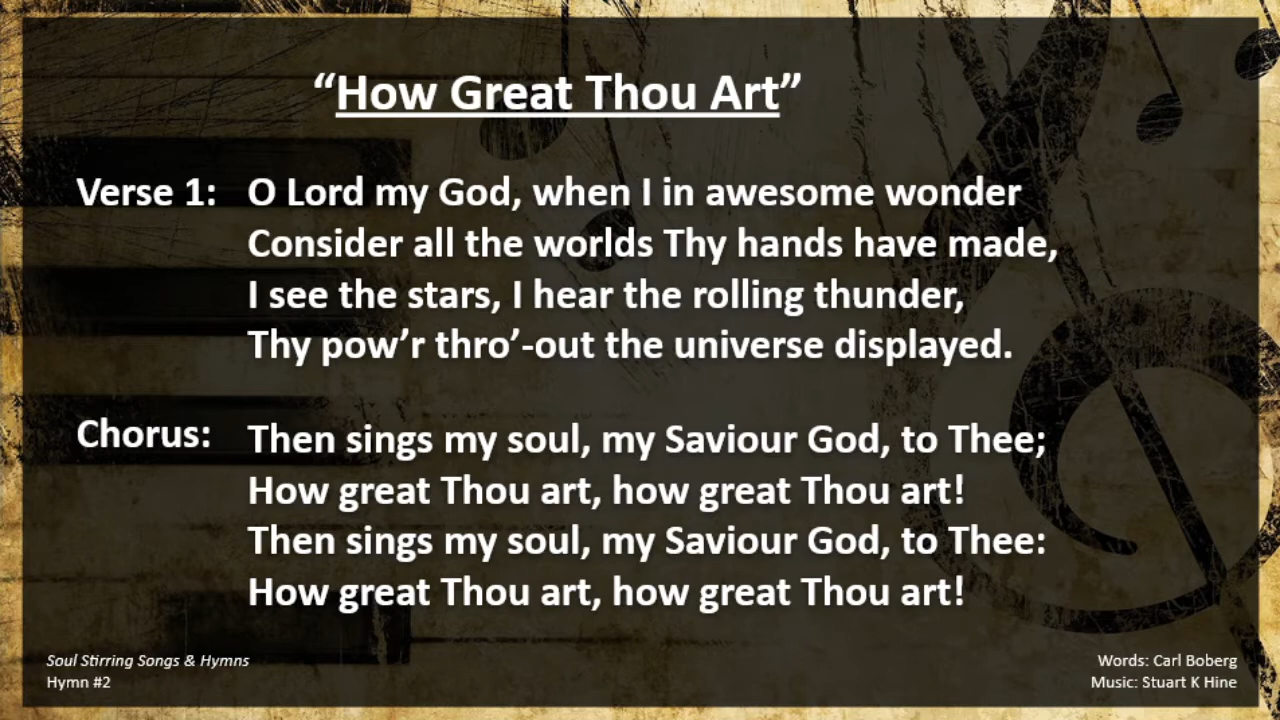 “How Great Thou Art”
Verse 1: O Lord my God, when I in awesome wonder
Consider all the worlds Thy hands have made,
I see the stars, I hear the rolling thunder,
Thy pow’r thro’-out the universe displayed.
Chorus: Then sings my soul, my Saviour God, to Thee;
How great Thou art, how great Thou art!
Then sings my soul, my Saviour God, to Thee:
How great Thou art, how great Thou art!
Soul Stirring Songs & Hymns
Hymn #2
Words: Carl Boberg
Music: Stuart K Hine